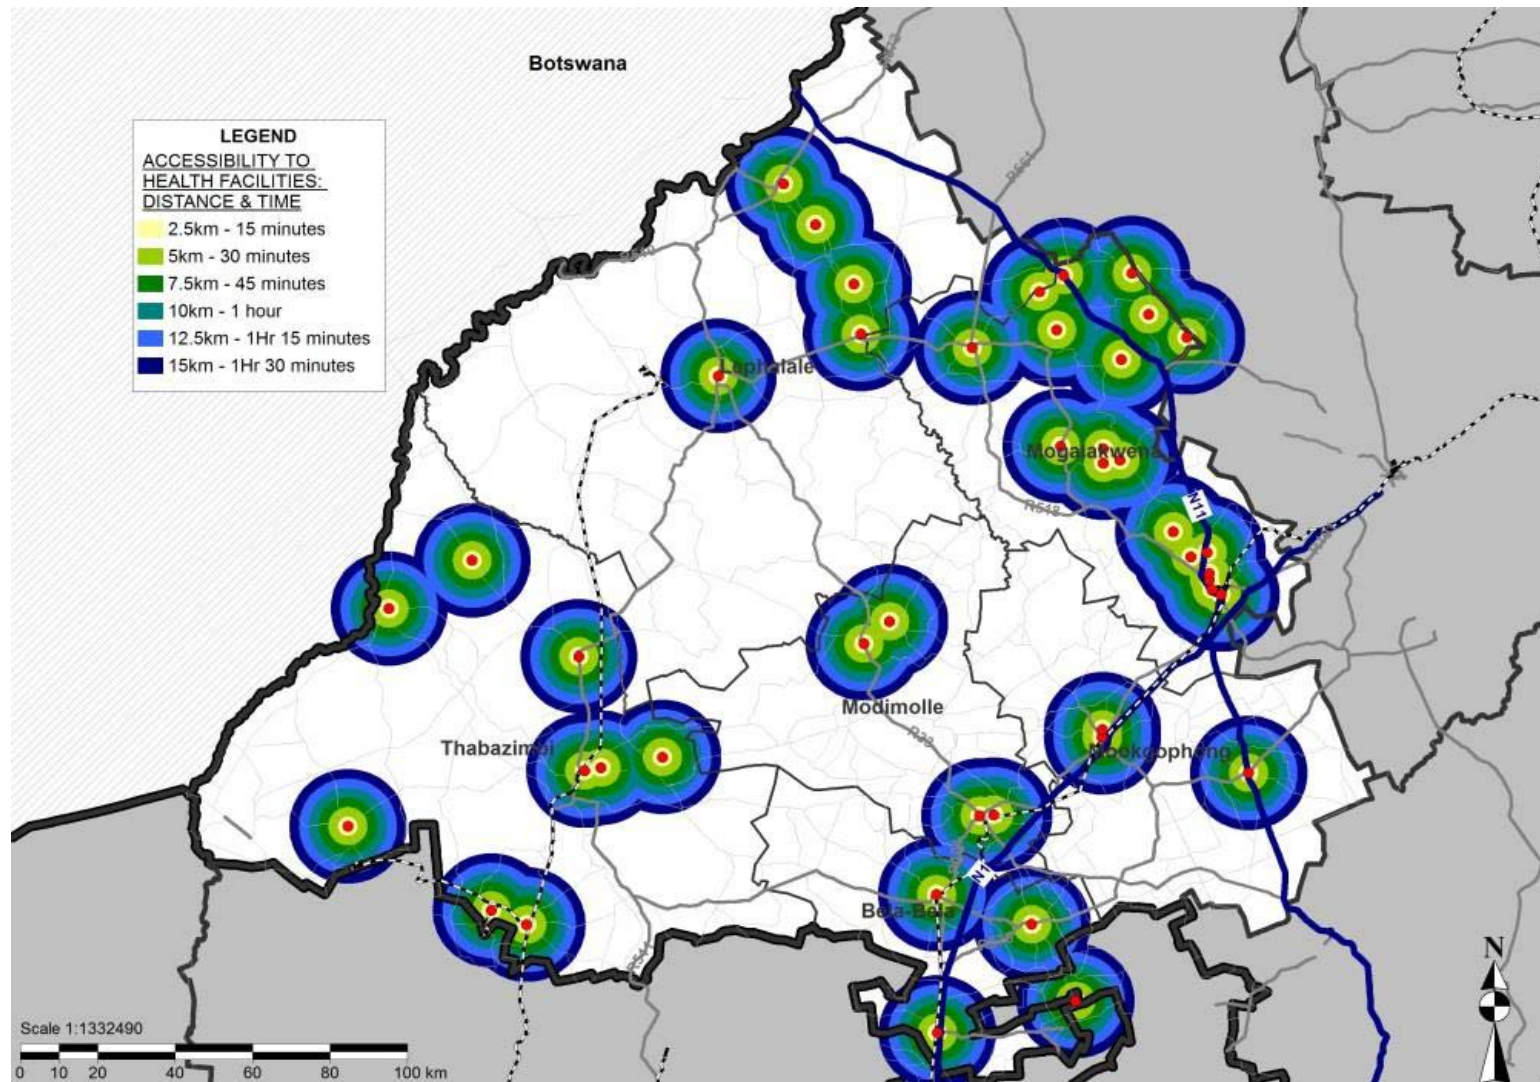 Botswana
LEGEND
ACCESSIBILITY TO
HEALTH FACILITIES:
DISTANCE & TIME
2.5km - 15 minutes
5km - 30 minutes
7.5km - 45 minutes
10km - 1 hour
12.5km - 1Hr 15 minutes
15km - 1Hr 30 minutes
R561
Lephalale
Mogalakwena
N11
R518
Modimolle
R33
Thabazimbi
Mookgophong
N1
Bela-Bela
R511
N
Scale 1:1332490
0 10 20 40 60 80 100 km